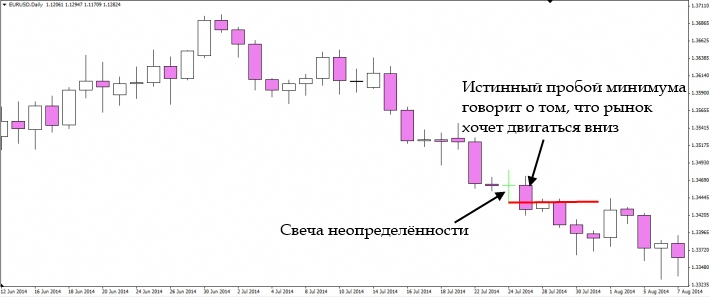 EURUSD.Daily 1.12061 1.12947 1.11709 1.12824
1.37110
1.36865
1.36625
1.36380
1.36140
1.35900
1.35655
1.35415
1.35175
1.34930
1.34690
1.34445
1.34205
1.33965
1.33720
1.33480
1.33235
Истинный пробой минимума
говорит о том, что рынок
хочет двигаться вниз
Свеча неопределённости
12 Jun 2014 16 Jun 2014 18 Jun 2014 20 Jun 2014 24 Jun 2014 26 Jun 2014 30 Jun 2014 2 Jul 2014 4 Jul 2014 8 Jul 2014 10 Jul 2014 14 Jul 2014 16 Jul 2014 18 Jul 2014 22 Jul 2014 24 Jul 2014 28 Jul 2014 30 Jul 2014 1 Aug 2014 5 Aug 2014 7 Aug 2014